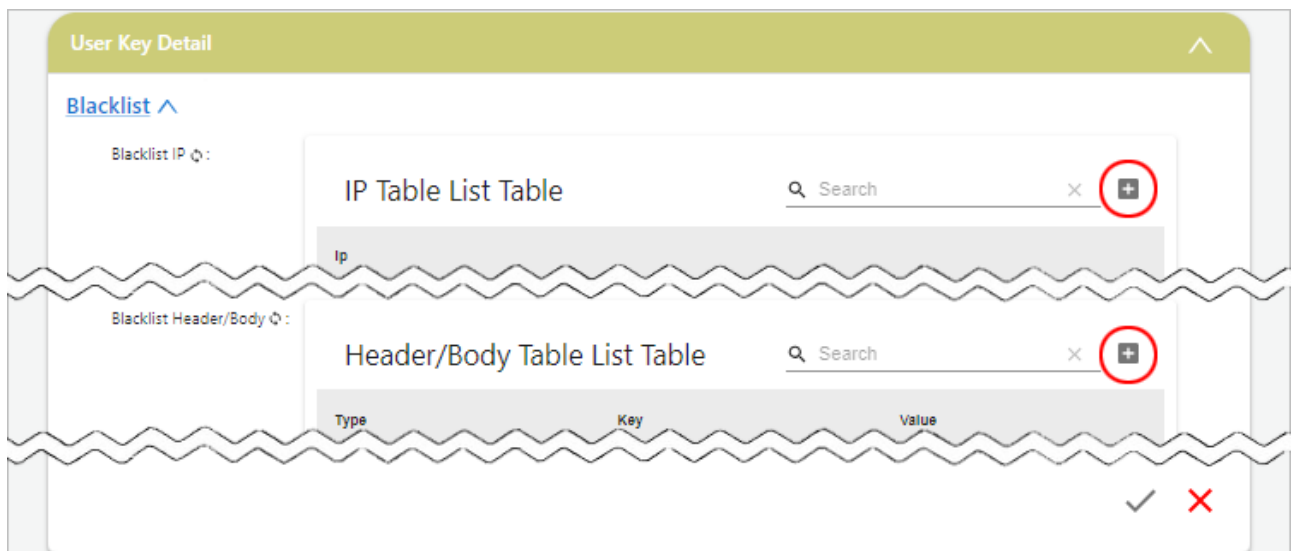 User Key Detail
Blacklist
Blacklist IP :
IP Table List Table
Search
Ip
Blacklist Header/Body :
Header/Body Table List Table
Search
Type Key Value